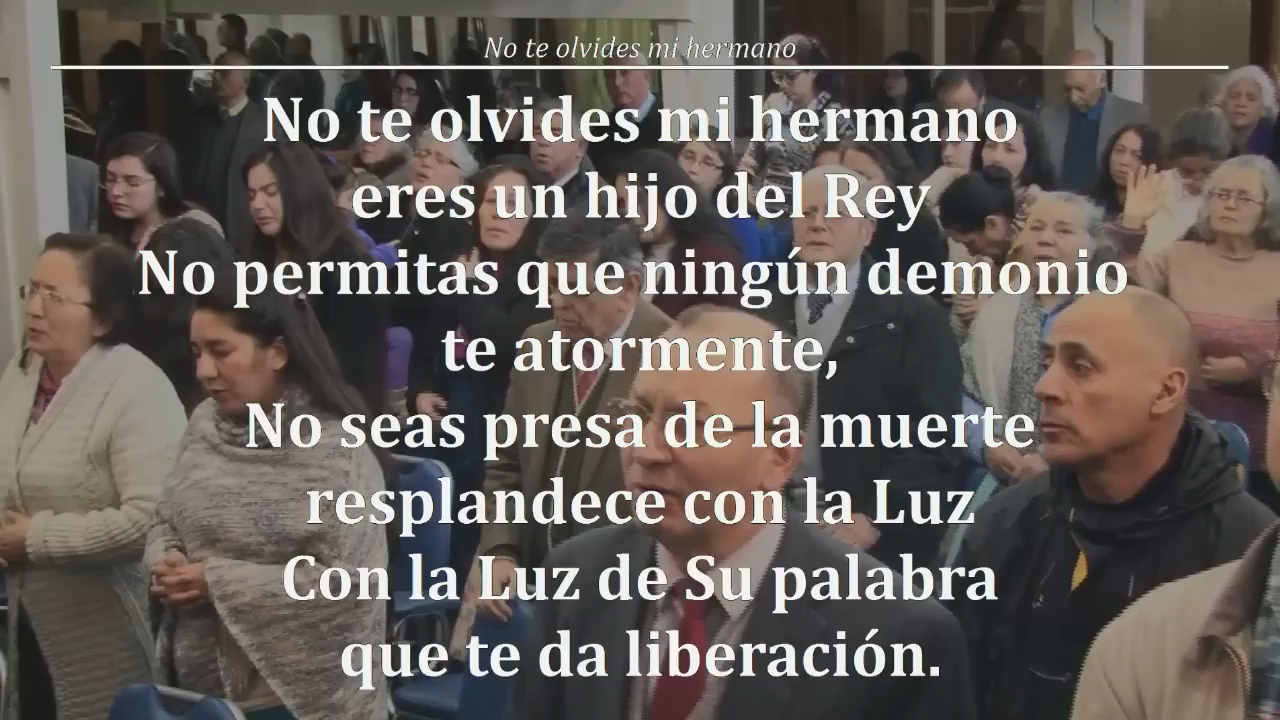 No te olvides mi hermano
No te olvides mi hermano
eres un hijo del Rey
No permitas que ningún demonio
te atormente,
No seas presa de la muerte
resplandece con la Luz
Con la Luz de Su palabra
que te da liberación.